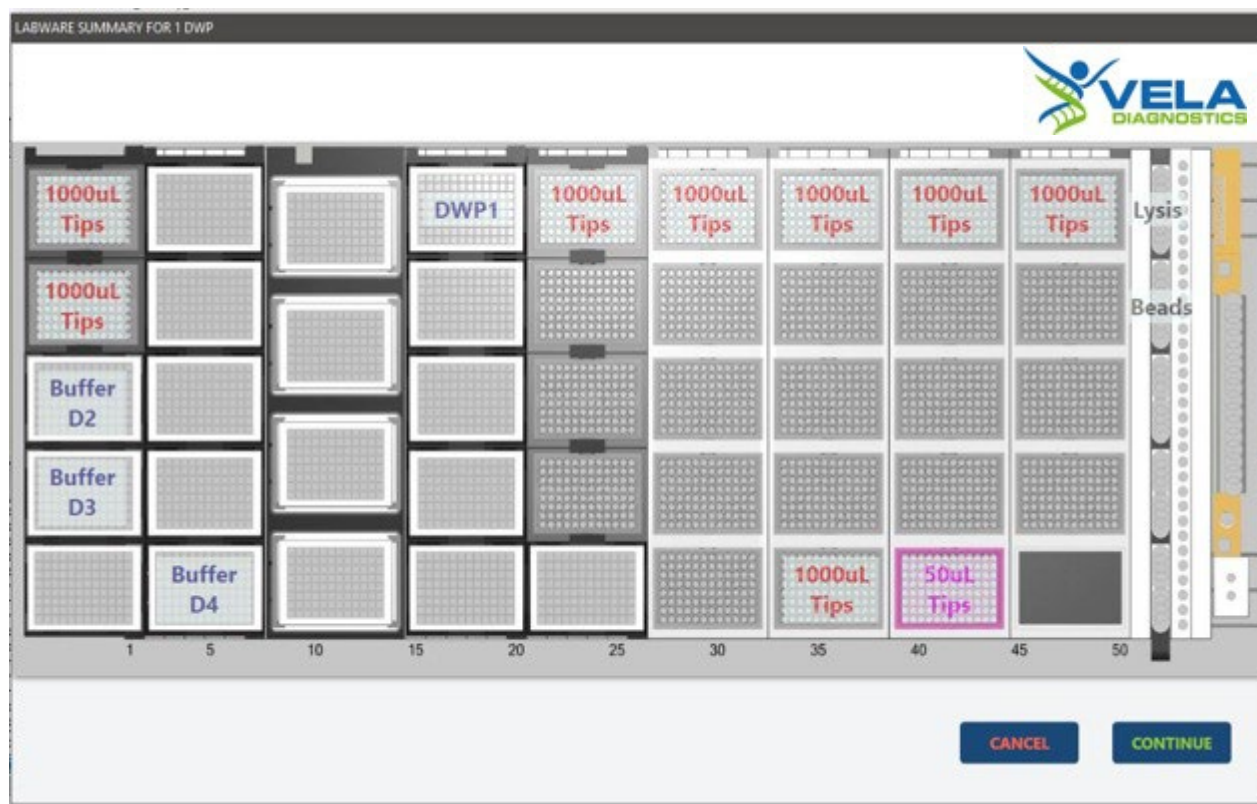 LABWARE SUMMARY FOR 1 DWP
VELA
DIAGNOSTICS
1000uL
Tips
DWP1
1000uL
Tips
1000uL
Tips
1000uL
Tips
1000uL
Tips
1000uL
Tips
Lysis
1000uL
Tips
Beads
Buffer
D2
Buffer
D3
Buffer
D4
1000uL
Tips
50uL
Tips
1 5 10 15 20 25 30 35 40 45 50
CANCEL CONTINUE